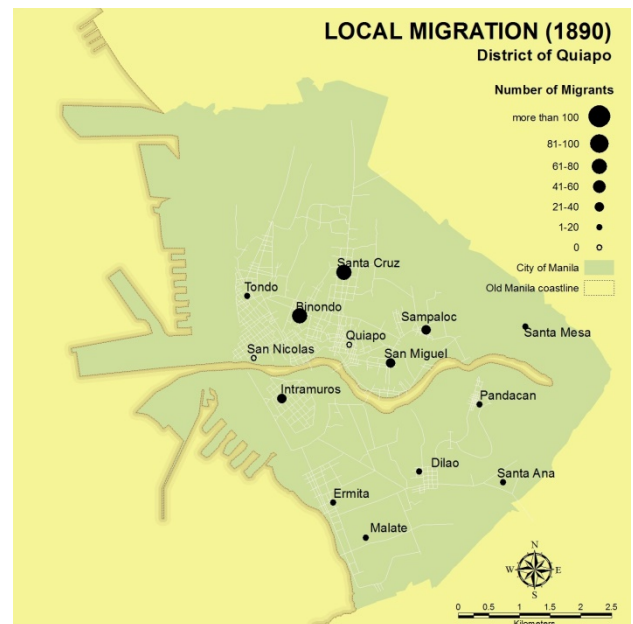 LOCAL MIGRATION (1890)
District of Quiapo
Number of Migrants
more than 100
81-100
61-80
41-60
21-40
1-20
0
City of Manila
Old Manila coastline
Santa Cruz
Tondo
Binondo
Sampaloc
Santa Mesa
Quiapo
San Nicolas
San Miguel
Intramuros
Pandacan
Dilao
Santa Ana
Ermita
Malate
N
W E
S
0 0.5 1 1.5 2 2.5
Kilometers